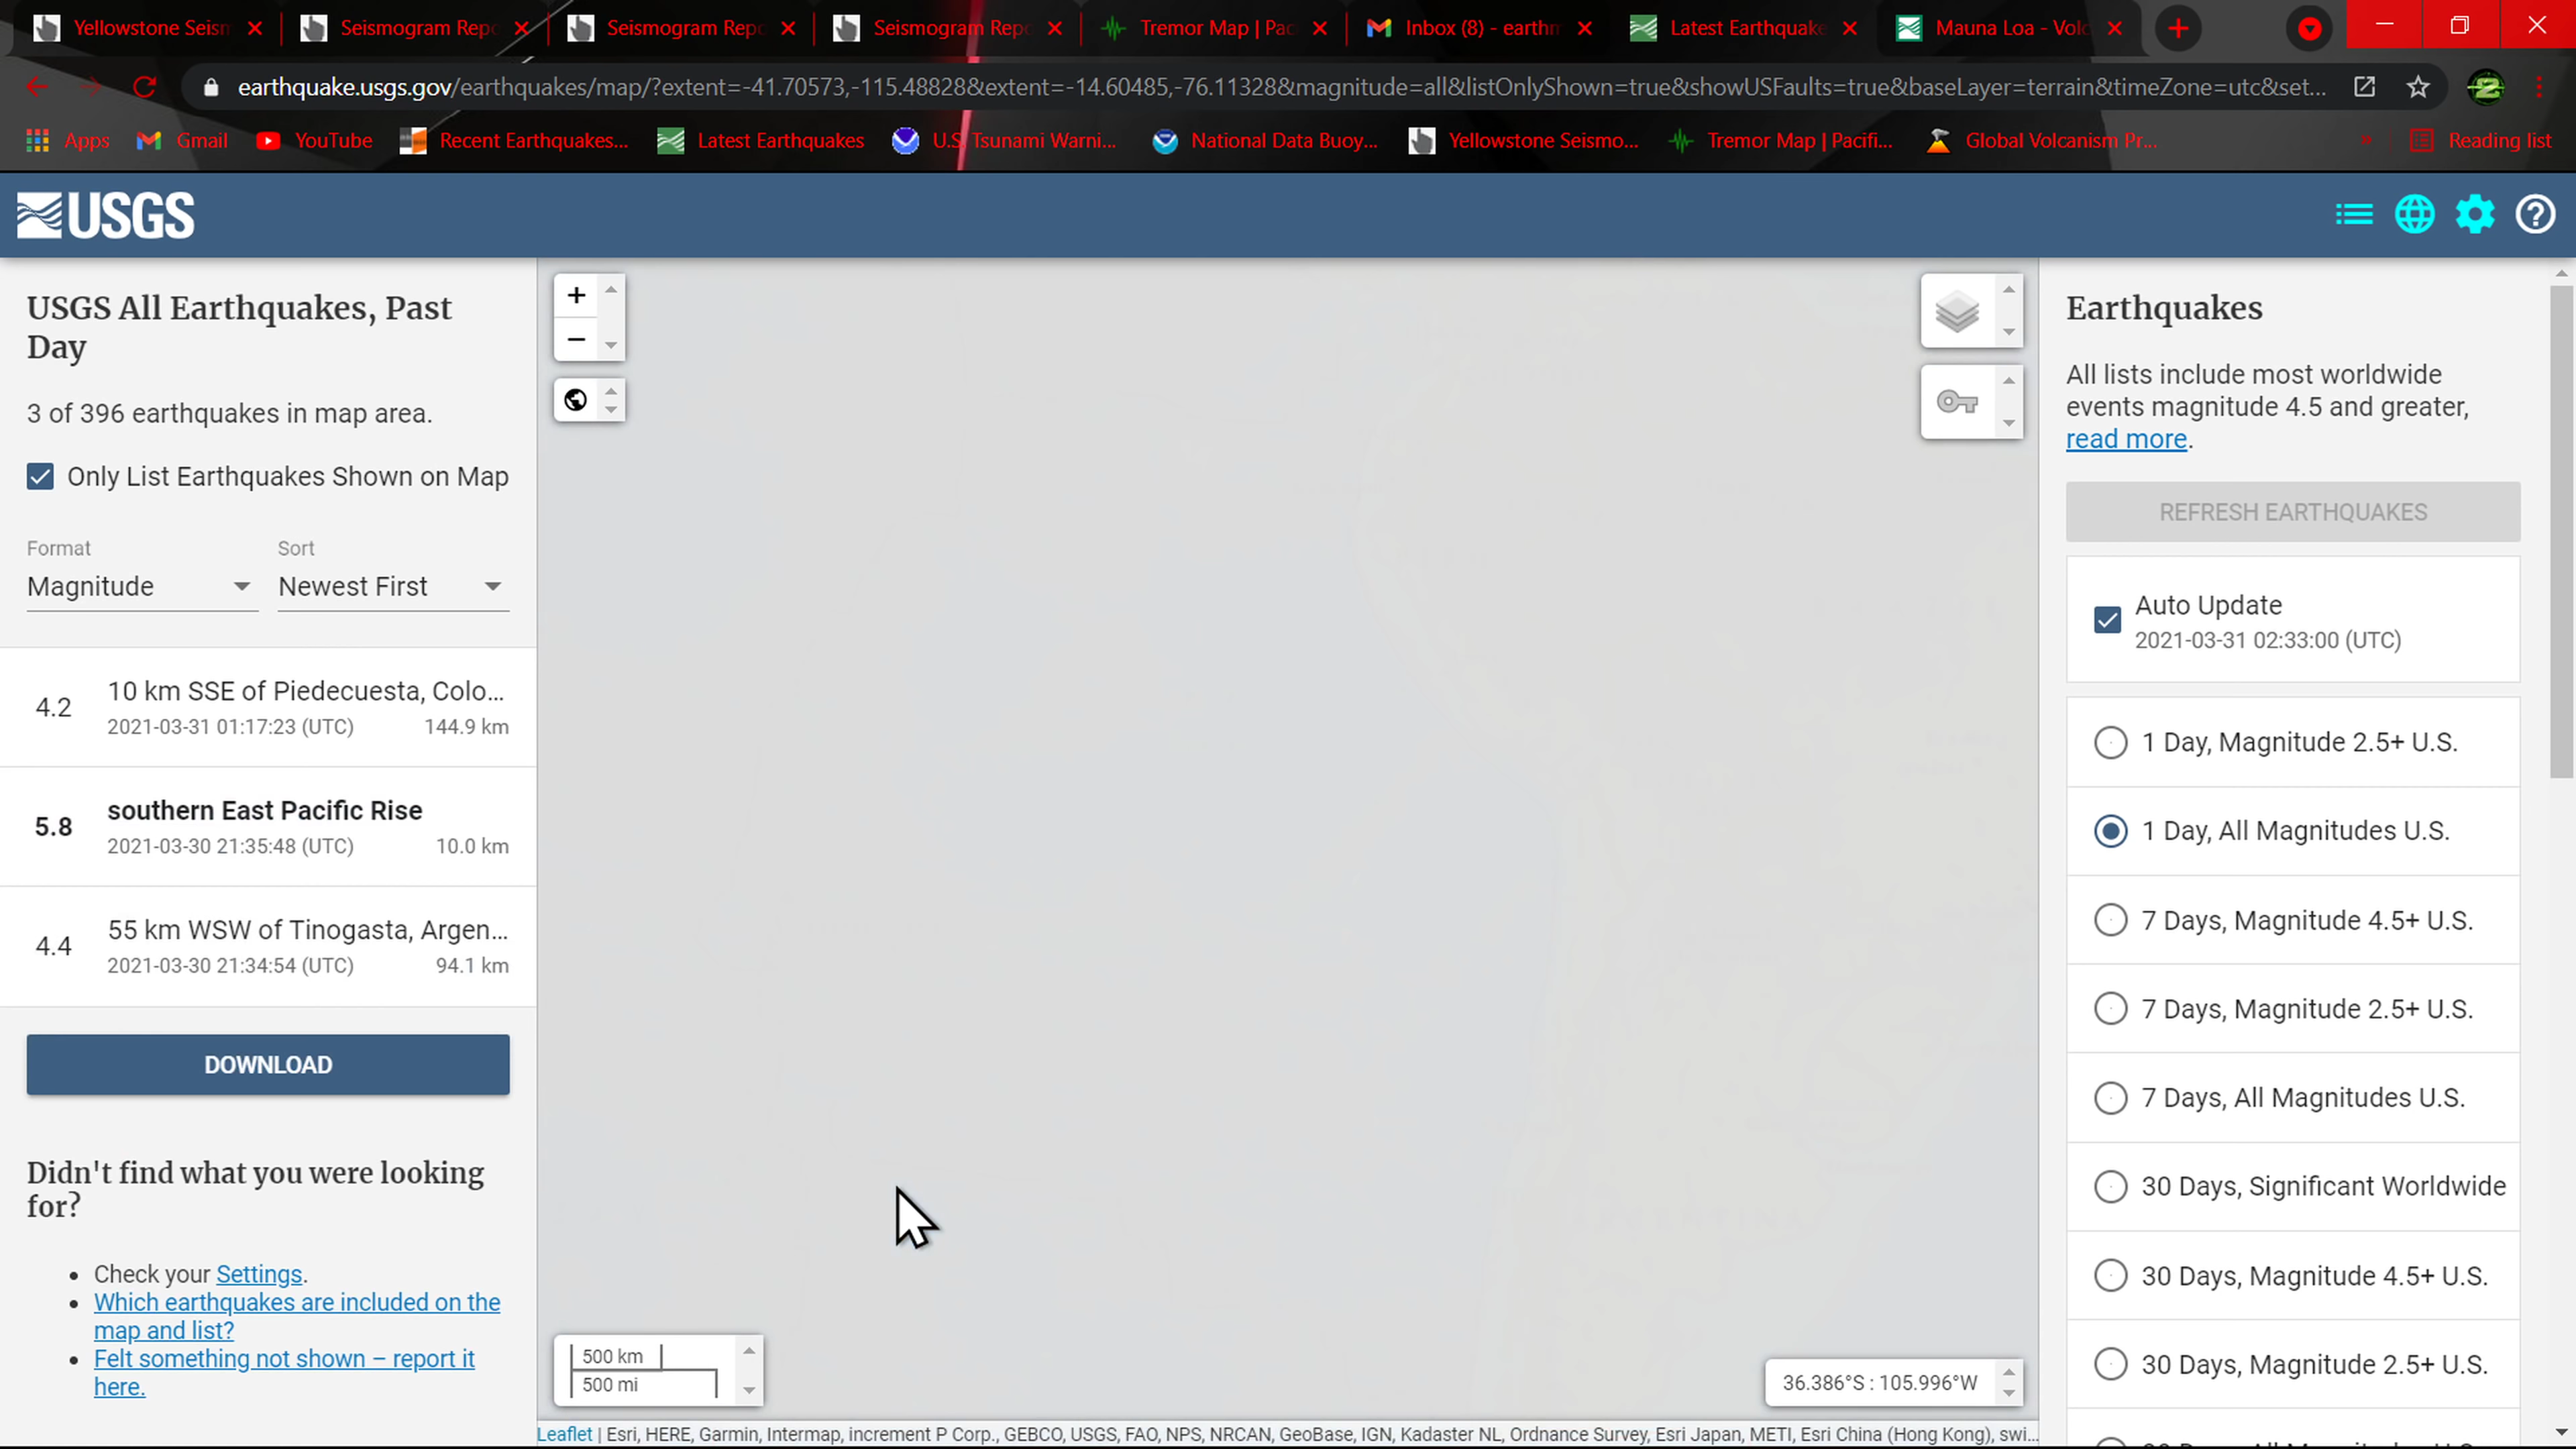 Yellowstone Seism
Seismogram Repo
Seismogram Repo
Seismogram Repo
Tremor Map | Pac
Inbox (8) - earthm
Latest Earthquake
Mauna Loa - Volc
earthquake.usgs.gov/earthquakes/map/?extent=-41.70573,-115.48828&extent=-14.60485,-76.11328&magnitude=all&listOnlyShown=true&showUSFaults=true&baseLayer=terrain&timeZone=utc&set...
Apps
Gmail
YouTube
Recent Earthquakes...
Latest Earthquakes
U.S. Tsunami Warni...
National Data Buoy...
Yellowstone Seismo...
Tremor Map | Pacifi...
Global Volcanism Pr...
Reading list
USGS
USGS All Earthquakes, Past
Day
3 of 396 earthquakes in map area.
Only List Earthquakes Shown on Map
Format
Sort
Magnitude
Newest First
4.2
10 km SSE of Piedecuesta, Colo...
2021-03-31 01:17:23 (UTC)
144.9 km
5.8
southern East Pacific Rise
2021-03-30 21:35:48 (UTC)
10.0 km
4.4
55 km WSW of Tinogasta, Argen...
2021-03-30 21:34:54 (UTC)
94.1 km
DOWNLOAD
Didn't find what you were looking
for?
Check your Settings.
Which earthquakes are included on the
map and list?
Felt something not shown – report it
here.
500 km
500 mi
36.386°S : 105.996°W
Leaflet | Esri, HERE, Garmin, Intermap, increment P Corp., GEBCO, USGS, FAO, NPS, NRCAN, GeoBase, IGN, Kadaster NL, Ordnance Survey, Esri Japan, METI, Esri China (Hong Kong), swi...
Earthquakes
All lists include most worldwide
events magnitude 4.5 and greater,
read more.
REFRESH EARTHQUAKES
Auto Update
2021-03-31 02:33:00 (UTC)
1 Day, Magnitude 2.5+ U.S.
1 Day, All Magnitudes U.S.
7 Days, Magnitude 4.5+ U.S.
7 Days, Magnitude 2.5+ U.S.
7 Days, All Magnitudes U.S.
30 Days, Significant Worldwide
30 Days, Magnitude 4.5+ U.S.
30 Days, Magnitude 2.5+ U.S.